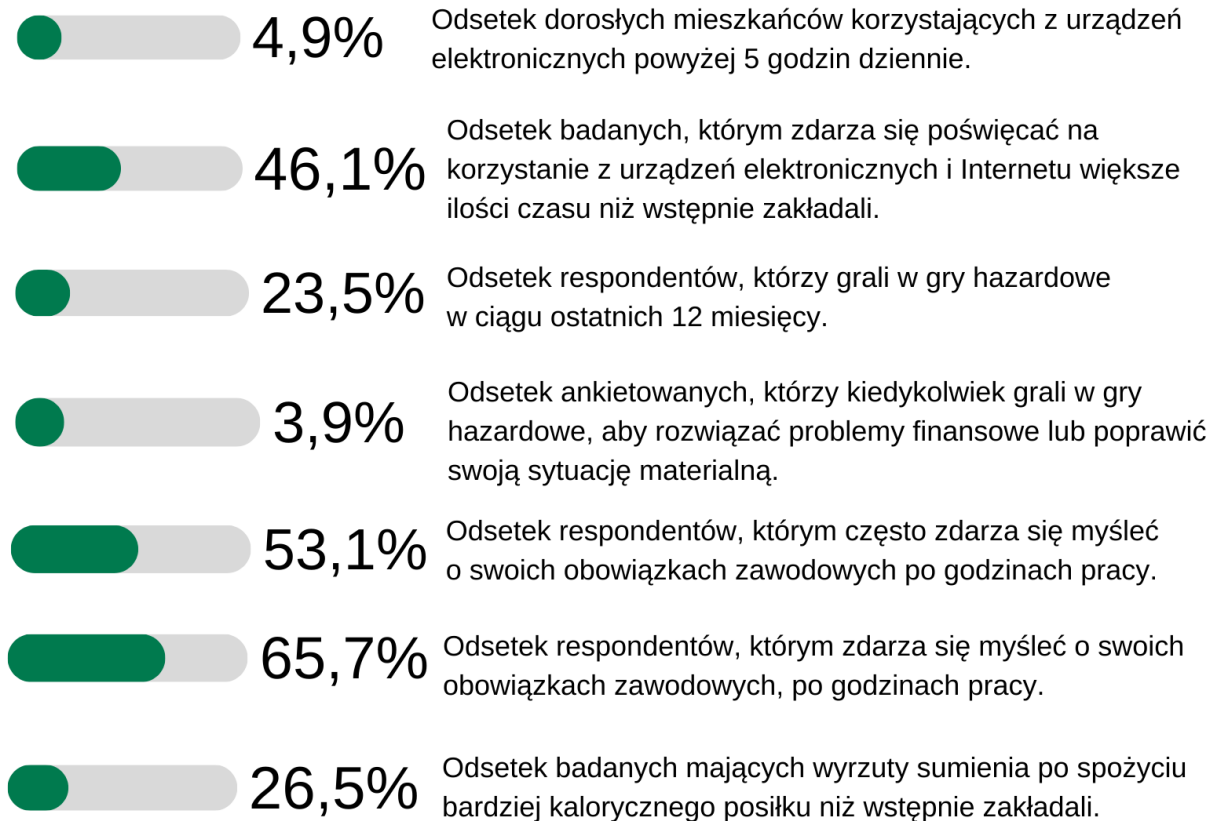 4,9%
Odsetek dorosłych mieszkańców korzystających z urządzeń
elektronicznych powyżej 5 godzin dziennie.
46,1%
Odsetek badanych, którym zdarza się poświęcać na
korzystanie z urządzeń elektronicznych i Internetu większe
ilości czasu niż wstępnie zakładali.
23,5%
Odsetek respondentów, którzy grali w gry hazardowe
w ciągu ostatnich 12 miesięcy.
3,9%
Odsetek ankietowanych, którzy kiedykolwiek grali w gry
hazardowe, aby rozwiązać problemy finansowe lub poprawić
swoją sytuację materialną.
53,1%
Odsetek respondentów, którym często zdarza się myśleć
o swoich obowiązkach zawodowych po godzinach pracy.
65,7%
Odsetek respondentów, którym zdarza się myśleć o swoich
obowiązkach zawodowych, po godzinach pracy.
26,5%
Odsetek badanych mających wyrzuty sumienia po spożyciu
bardziej kalorycznego posiłku niż wstępnie zakładali.